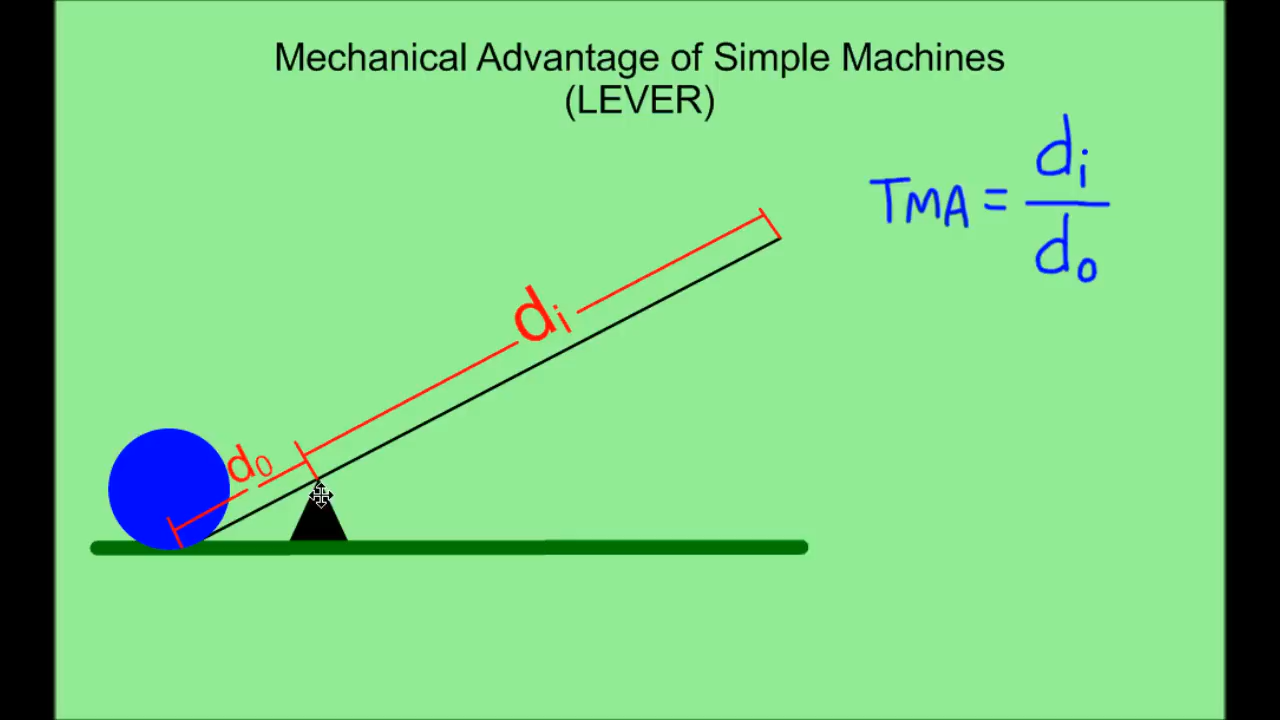 Mechanical Advantage of Simple Machines
(LEVER)
TMA = di/do
di
do